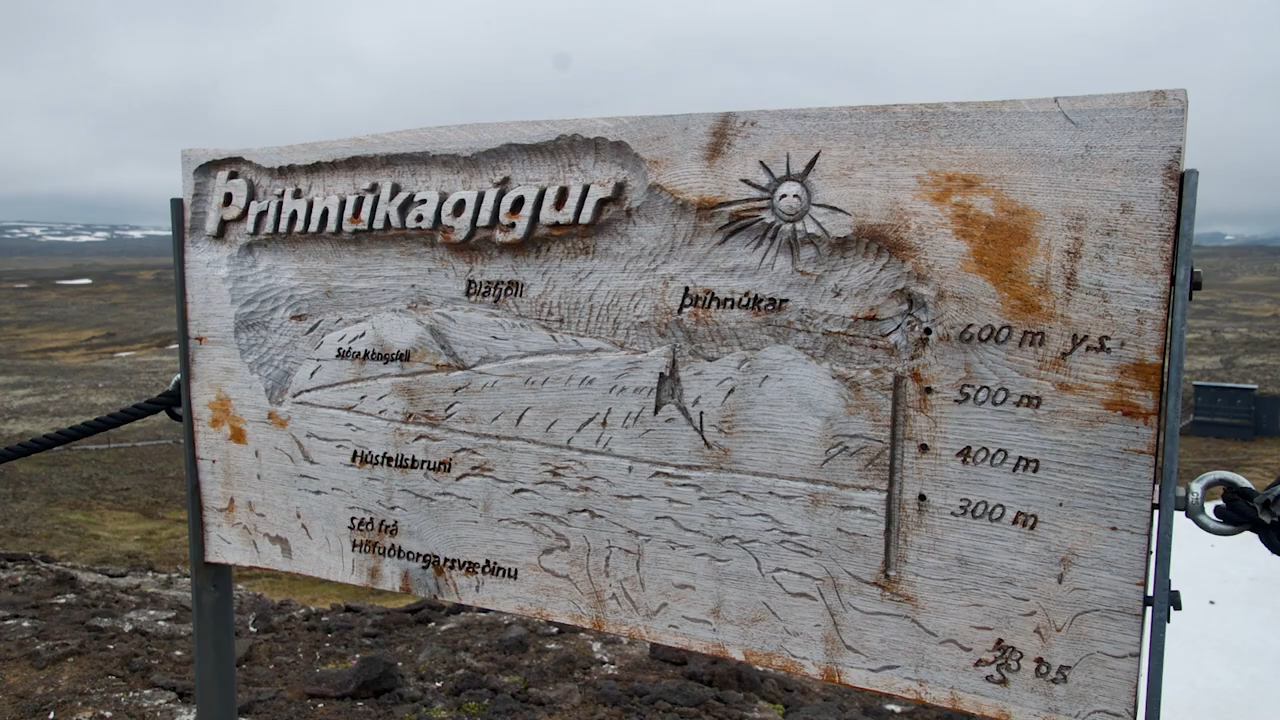 Þríhnúkagígur
Bláfjöll
Þríhnúkar
Stóra Kóngsfell
600 m y.s.
500 m
400 m
300 m
Húsfellsbruni
Séð frá
Höfuðborgarsvæðinu
'05